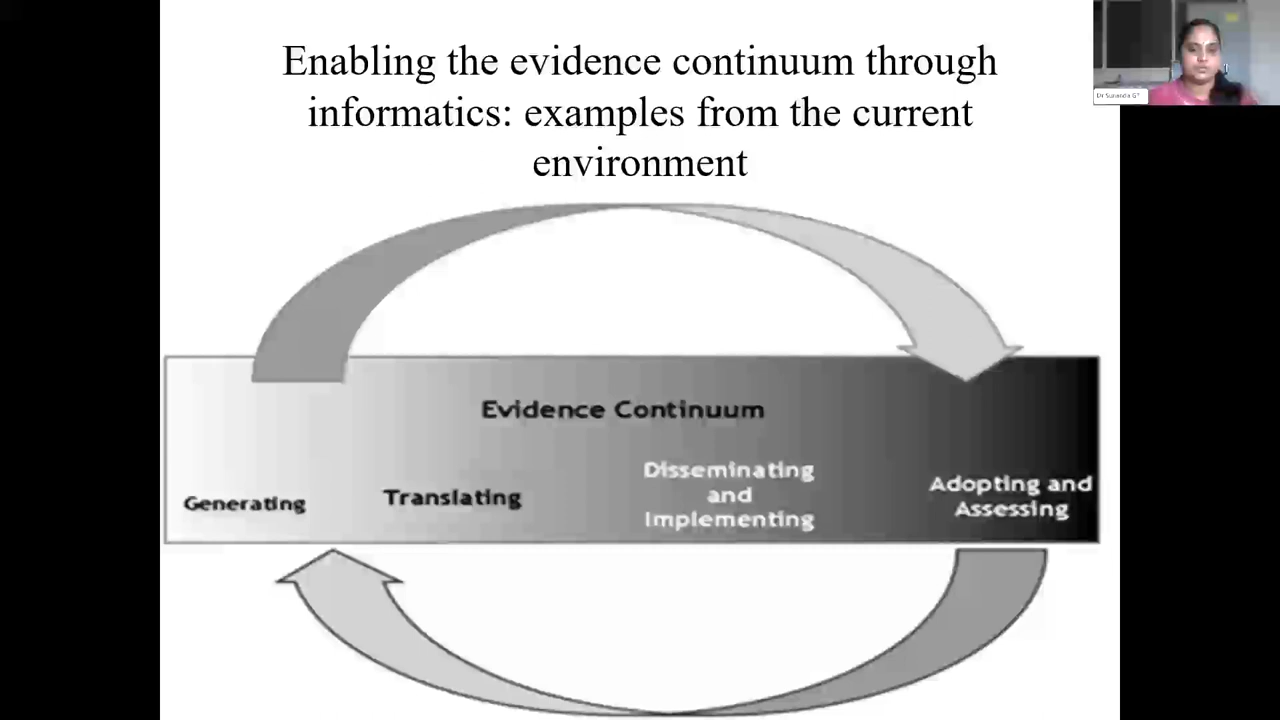 Enabling the evidence continuum through
informatics: examples from the current
environment
Evidence Continuum
Generating
Translating
Disseminating
and
Implementing
Adopting and
Assessing